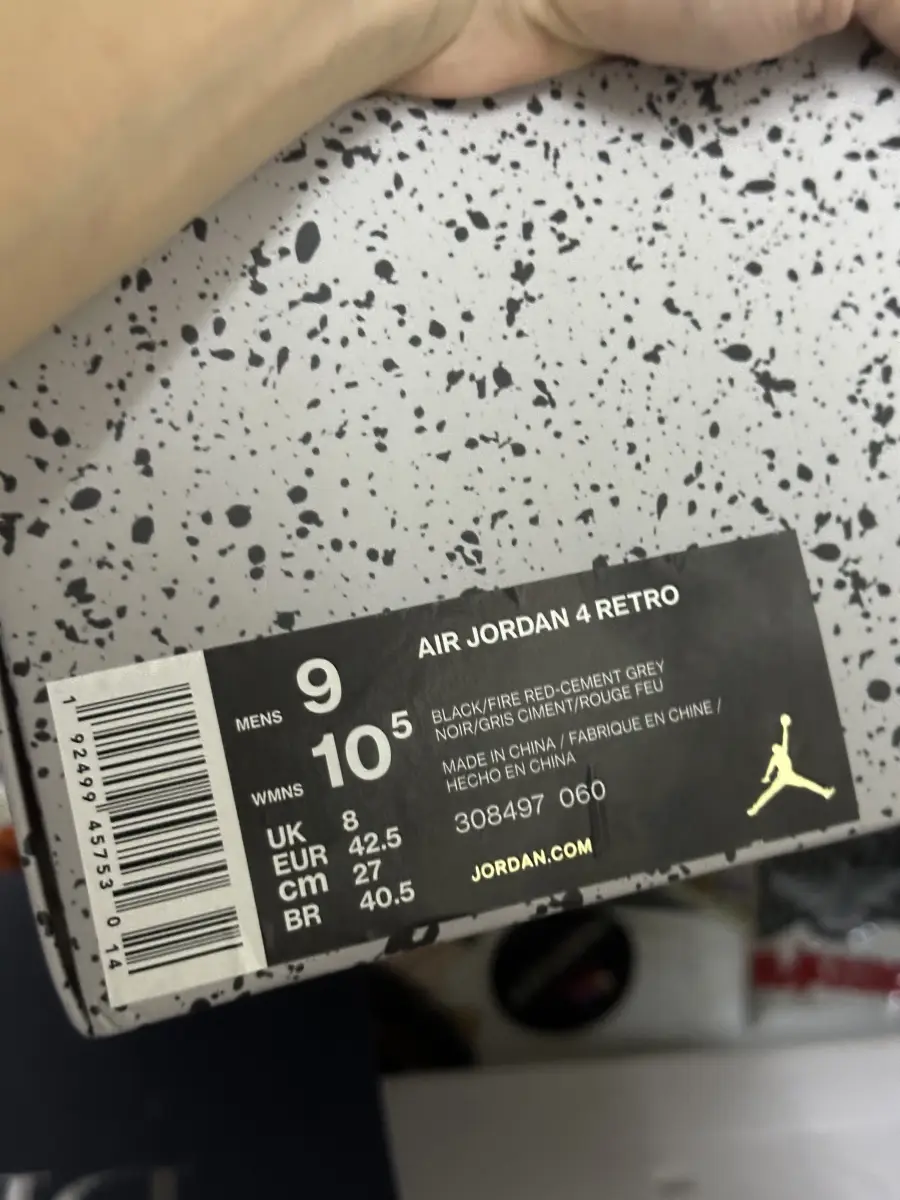 AIR JORDAN 4 RETRO
MENS 9
WMNS 10⁵
UK 8
EUR 42.5
cm 27
BR 40.5
BLACK/FIRE RED-CEMENT GREY
NOIR/GRIS CIMENT/ROUGE FEU
MADE IN CHINA / FABRIQUE EN CHINE /
HECHO EN CHINA
308497 060
JORDAN.COM
1 92499 45753 0 14